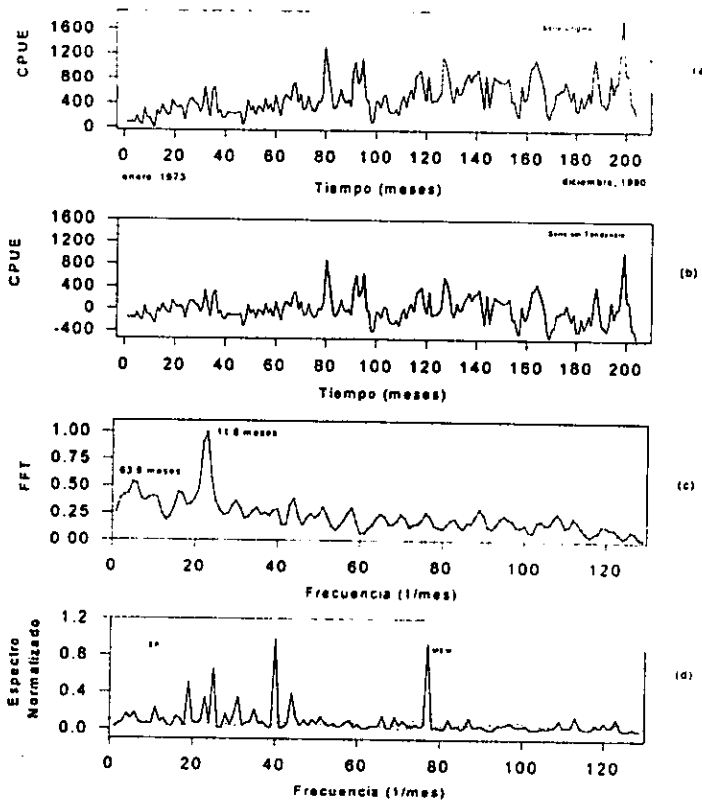 CPUE
1600
1200
800
400
0
Serie Original
0 20 40 60 80 100 120 140 160 180 200
enero, 1973
Tiempo (meses)
diciembre, 1990
CPUE
1600
1200
800
400
0
-400
Serie sin Tendencia
(b)
0 20 40 60 80 100 120 140 160 180 200
Tiempo (meses)
FFT
1.00
0.75
0.50
0.25
0.00
63.8 meses
11.8 meses
(c)
0 20 40 60 80 100 120
Frecuencia (1/mes)
Espectro
Normalizado
1.2
0.8
0.4
0.0
MEM
(d)
0 20 40 60 80 100 120
Frecuencia (1/mes)